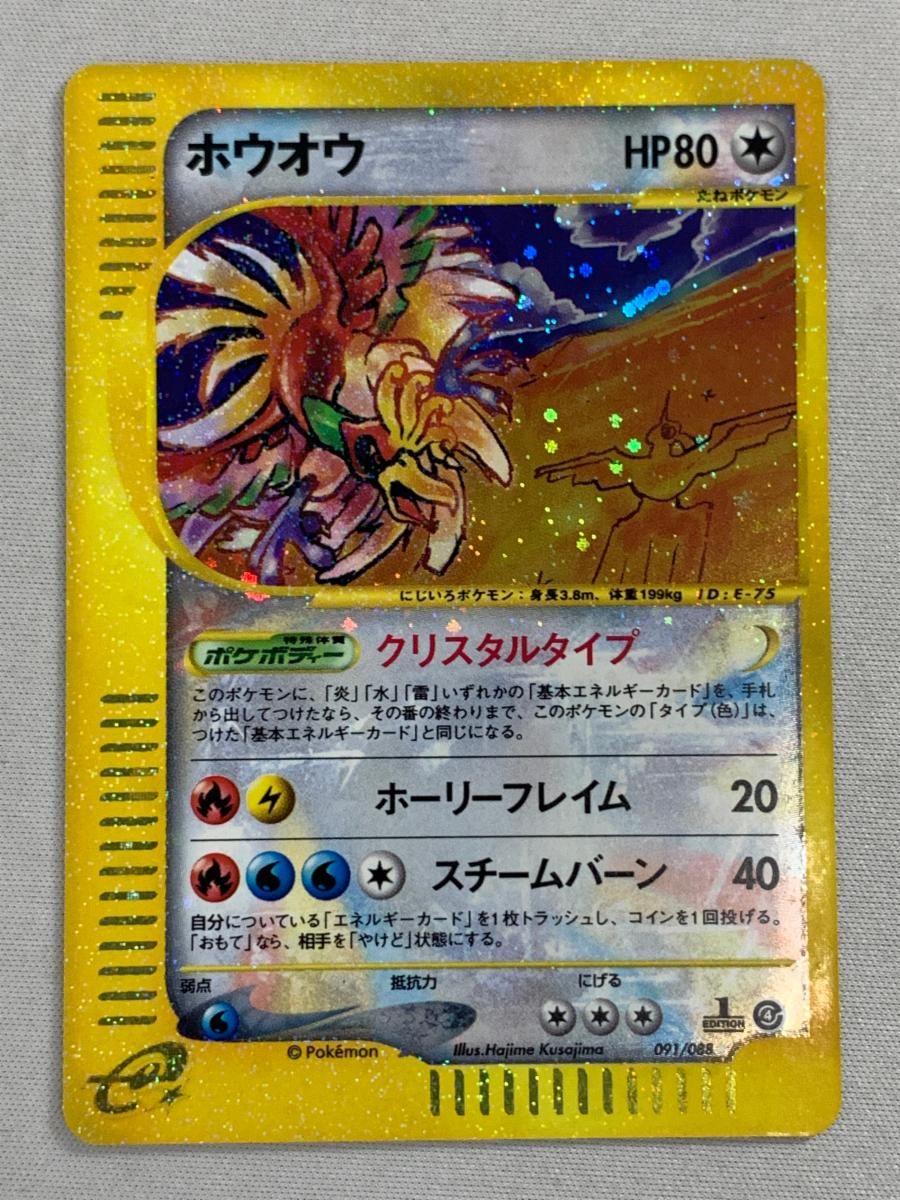 ホウオウ
HP80
たねポケモン
にじいろポケモン：身長3.8m、体重199kg ID：E-75
特殊体質
ポケボディー
クリスタルタイプ
このポケモンに、「炎」「水」「雷」いずれかの「基本エネルギーカード」を、手札
から出してつけたなら、その番の終わりまで、このポケモンの「タイプ（色）」は、
つけた「基本エネルギーカード」と同じになる。
ホーリーフレイム 20
スチームバーン 40
自分についている「エネルギーカード」を1枚トラッシュし、コインを1回投げる。
「おもて」なら、相手を「やけど」状態にする。
弱点 抵抗力 にげる
1
EDITION
4
©Pokémon Illus.Hajime Kusajima 091/088
e